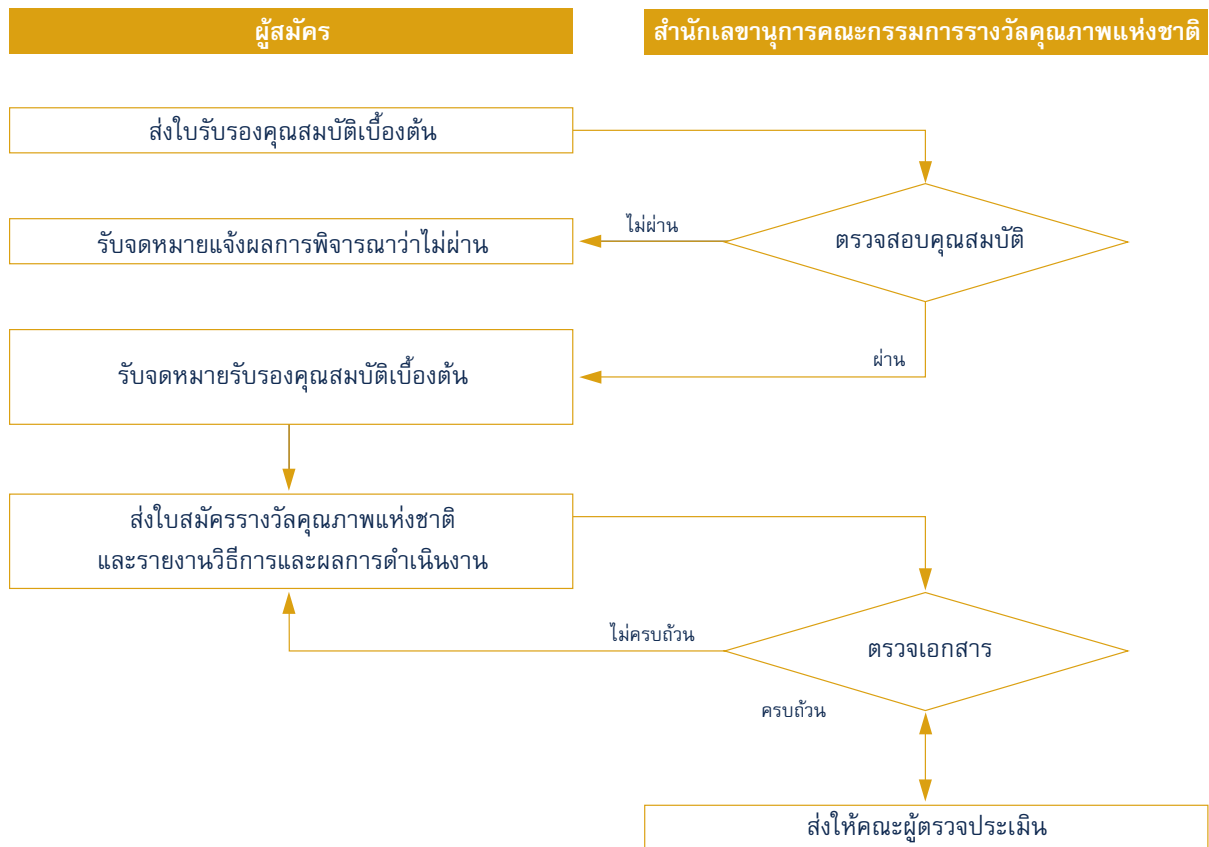 ผู้สมัคร
สำนักเลขานุการคณะกรรมการรางวัลคุณภาพแห่งชาติ
ส่งใบรับรองคุณสมบัติเบื้องต้น
ไม่ผ่าน
รับจดหมายแจ้งผลการพิจารณาว่าไม่ผ่าน
ตรวจสอบคุณสมบัติ
ผ่าน
รับจดหมายรับรองคุณสมบัติเบื้องต้น
ส่งใบสมัครรางวัลคุณภาพแห่งชาติ
และรายงานวิธีการและผลการดำเนินงาน
ไม่ครบถ้วน
ตรวจเอกสาร
ครบถ้วน
ส่งให้คณะผู้ตรวจประเมิน